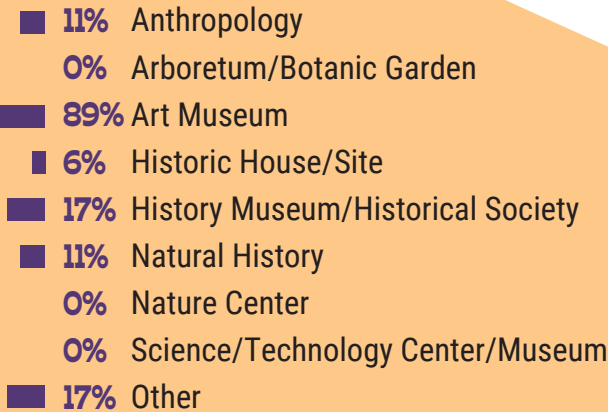 11% Anthropology
0% Arboretum/Botanic Garden
89% Art Museum
6% Historic House/Site
17% History Museum/Historical Society
11% Natural History
0% Nature Center
0% Science/Technology Center/Museum
17% Other